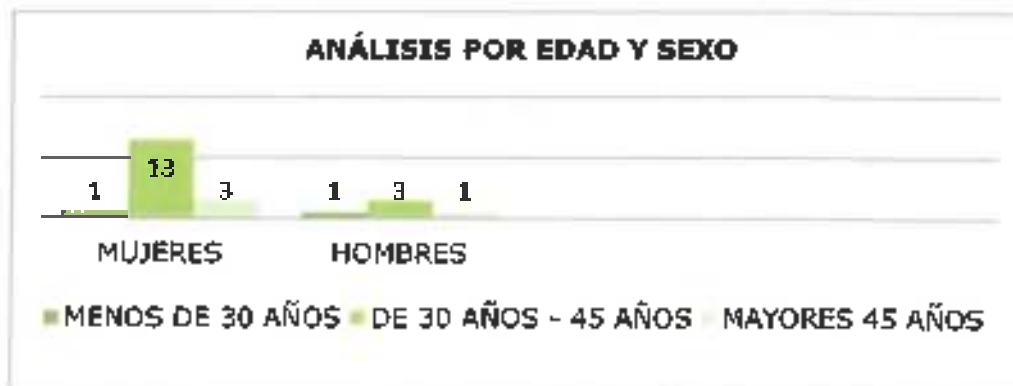 ANÁLISIS POR EDAD Y SEXO
13
1 3 1 3 1
MUJERES HOMBRES
MENOS DE 30 AÑOS DE 30 AÑOS - 45 AÑOS MAYORES 45 AÑOS